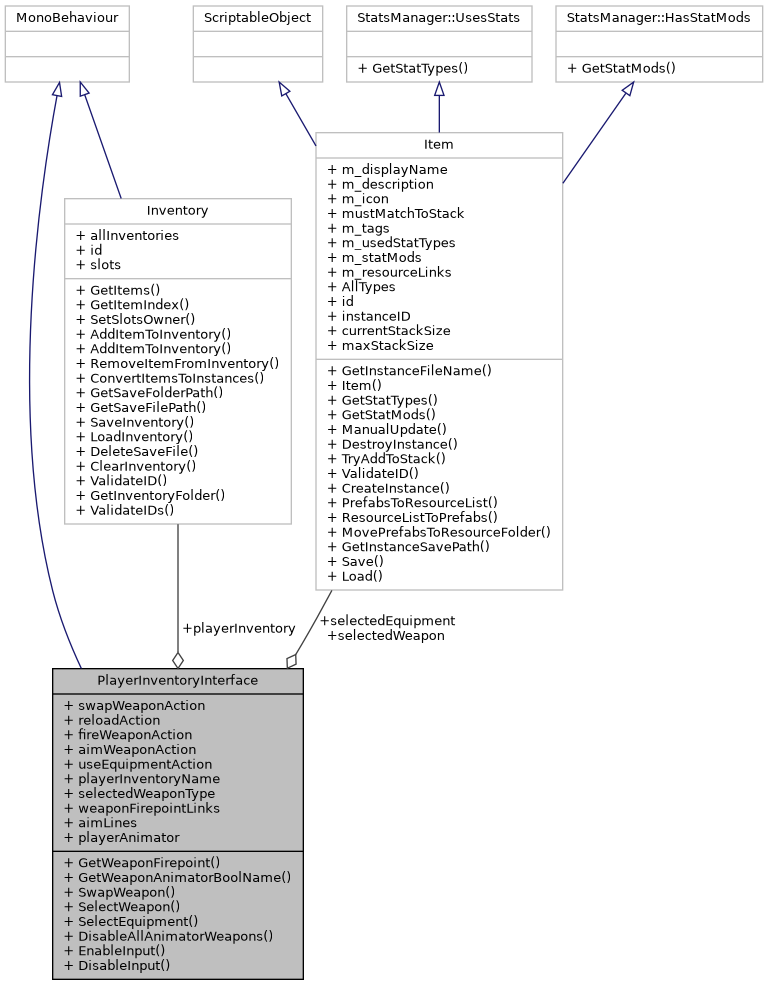 MonoBehaviour
ScriptableObject
StatsManager::UsesStats
+ GetStatTypes()
StatsManager::HasStatMods
+ GetStatMods()
Item
+ m_displayName
+ m_description
+ m_icon
+ mustMatchToStack
+ m_tags
+ m_usedStatTypes
+ m_statMods
+ m_resourceLinks
+ AllTypes
+ id
+ instanceID
+ currentStackSize
+ maxStackSize
+ GetInstanceFileName()
+ Item()
+ GetStatTypes()
+ GetStatMods()
+ ManualUpdate()
+ DestroyInstance()
+ TryAddToStack()
+ ValidateID()
+ CreateInstance()
+ PrefabsToResourceList()
+ ResourceListToPrefabs()
+ MovePrefabsToResourceFolder()
+ GetInstanceSavePath()
+ Save()
+ Load()
Inventory
+ allInventories
+ id
+ slots
+ GetItems()
+ GetItemIndex()
+ SetSlotsOwner()
+ AddItemToInventory()
+ AddItemToInventory()
+ RemoveItemFromInventory()
+ ConvertItemsToInstances()
+ GetSaveFolderPath()
+ GetSaveFilePath()
+ SaveInventory()
+ LoadInventory()
+ DeleteSaveFile()
+ ClearInventory()
+ ValidateID()
+ GetInventoryFolder()
+ ValidateIDs()
+playerInventory
+selectedEquipment
+selectedWeapon
PlayerInventoryInterface
+ swapWeaponAction
+ reloadAction
+ fireWeaponAction
+ aimWeaponAction
+ useEquipmentAction
+ playerInventoryName
+ selectedWeaponType
+ weaponFirepointLinks
+ aimLines
+ playerAnimator
+ GetWeaponFirepoint()
+ GetWeaponAnimatorBoolName()
+ SwapWeapon()
+ SelectWeapon()
+ SelectEquipment()
+ DisableAllAnimatorWeapons()
+ EnableInput()
+ DisableInput()